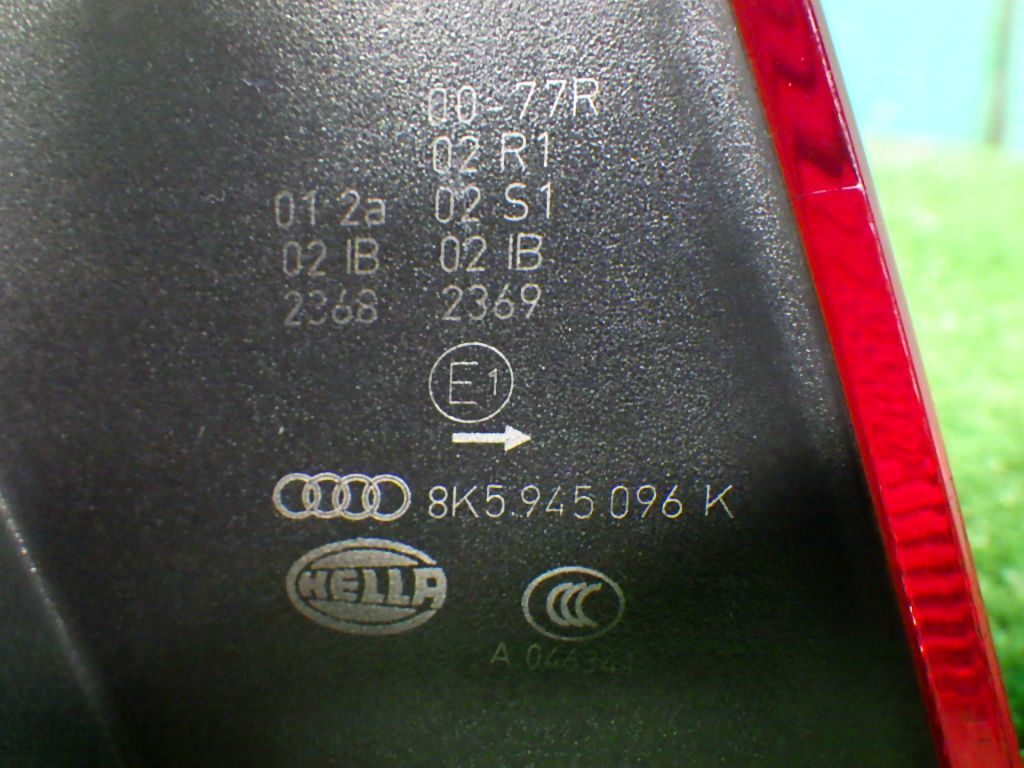 00-77R
02 R1
01 2a 02 S1
02 IB 02 IB
2368 2369
E1
8K5.945.096 K
HELLA
CCC
A